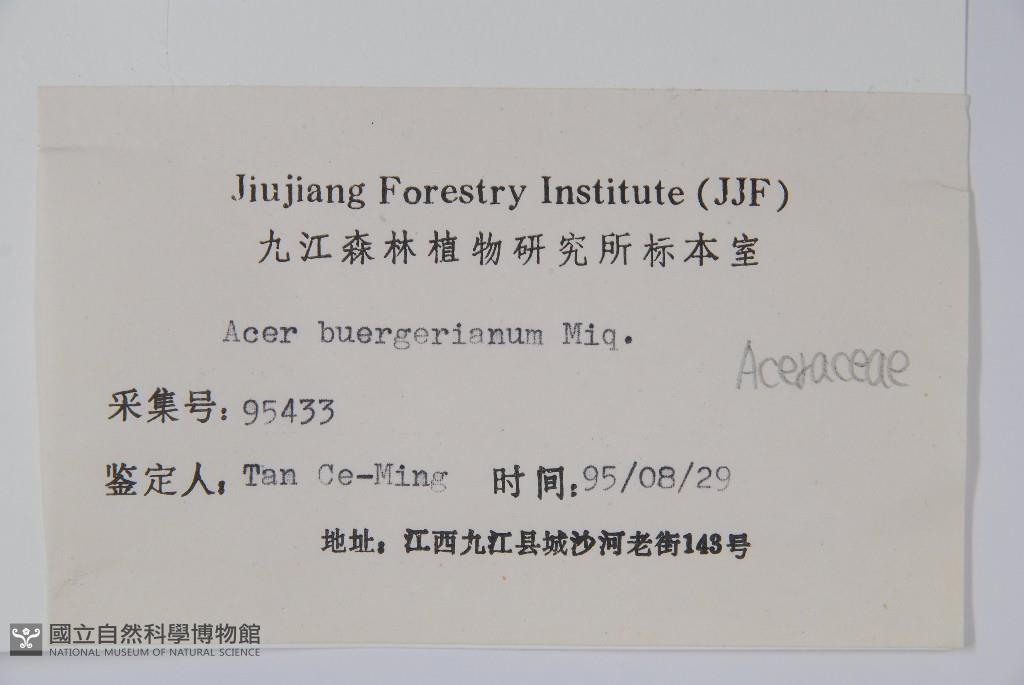 Jiujiang Forestry Institute (JJF)
九江森林植物研究所标本室
Acer buergerianum Miq.
Aceraceae
采集号: 95433
鉴定人: Tan Ce-Ming 时间: 95/08/29
地址: 江西九江县城沙河老街143号
國立自然科學博物館
NATIONAL MUSEUM OF NATURAL SCIENCE